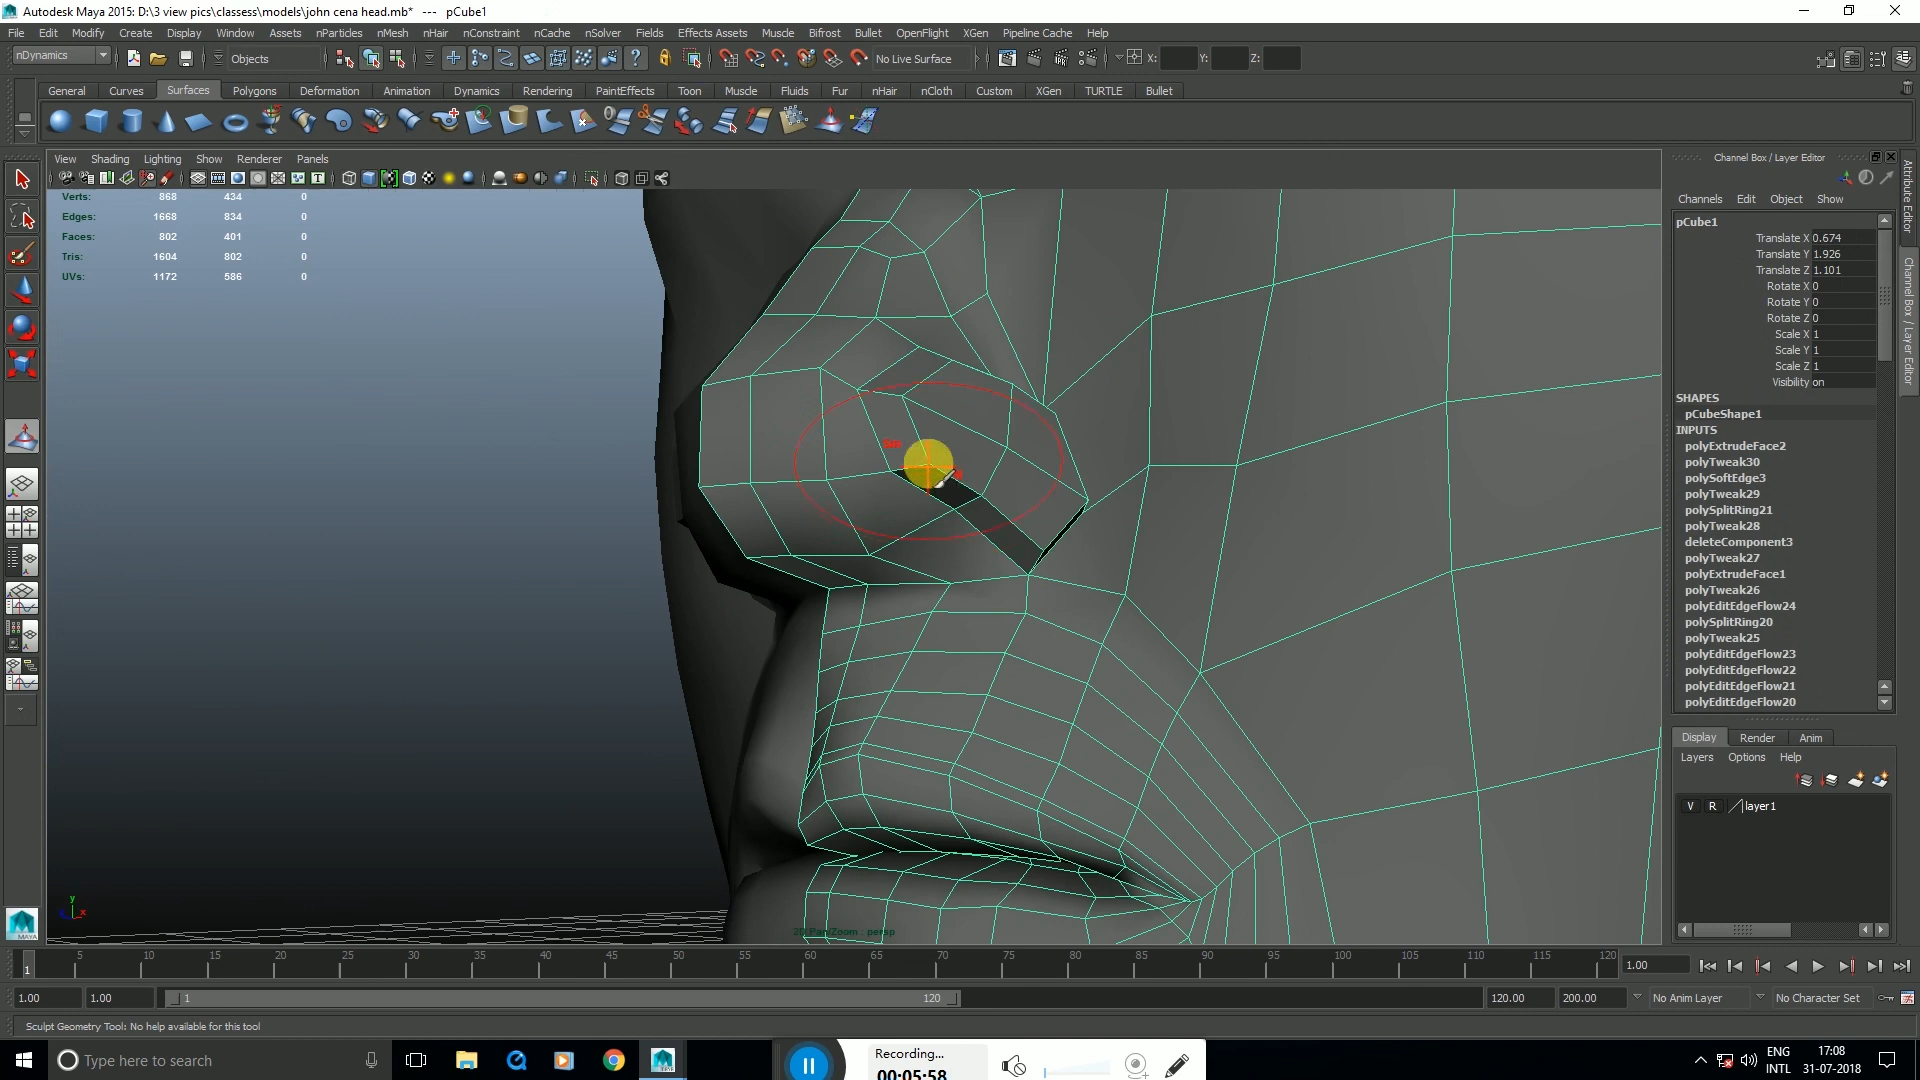 Autodesk Maya 2015: D:\3 view pics\classess\models\john cena head.mb* --- pCube1
File Edit Modify Create Display Window Assets nParticles nMesh nHair nConstraint nCache nSolver Fields Effects Assets Muscle Bifrost Bullet OpenFlight XGen Pipeline Cache Help
nDynamics Objects No Live Surface X: Y: Z:
General Curves Surfaces Polygons Deformation Animation Dynamics Rendering PaintEffects Toon Muscle Fluids Fur nHair nCloth Custom XGen TURTLE Bullet
View Shading Lighting Show Renderer Panels
Verts: 868 434 0
Edges: 1668 834 0
Faces: 802 401 0
Tris: 1604 802 0
UVs: 1172 586 0
y
x
2D Pan/Zoom : persp
Channel Box / Layer Editor
Channels Edit Object Show
pCube1
Translate X 0.674
Translate Y 1.926
Translate Z 1.101
Rotate X 0
Rotate Y 0
Rotate Z 0
Scale X 1
Scale Y 1
Scale Z 1
Visibility on
SHAPES
pCubeShape1
INPUTS
polyExtrudeFace2
polyTweak30
polySoftEdge3
polyTweak29
polySplitRing21
polyTweak28
deleteComponent3
polyTweak27
polyExtrudeFace1
polyTweak26
polyEditEdgeFlow24
polySplitRing20
polyTweak25
polyEditEdgeFlow23
polyEditEdgeFlow22
polyEditEdgeFlow21
polyEditEdgeFlow20
Attribute Editor
Channel Box / Layer Editor
Display Render Anim
Layers Options Help
V R layer1
1 5 10 15 20 25 30 35 40 45 50 55 60 65 70 75 80 85 90 95 100 105 110 115 120 1.00
1.00 1.00 1 120 120.00 200.00 No Anim Layer No Character Set
Sculpt Geometry Tool: No help available for this tool
Type here to search
Recording...
00:05:58
ENG
INTL
17:08
31-07-2018
MAYA